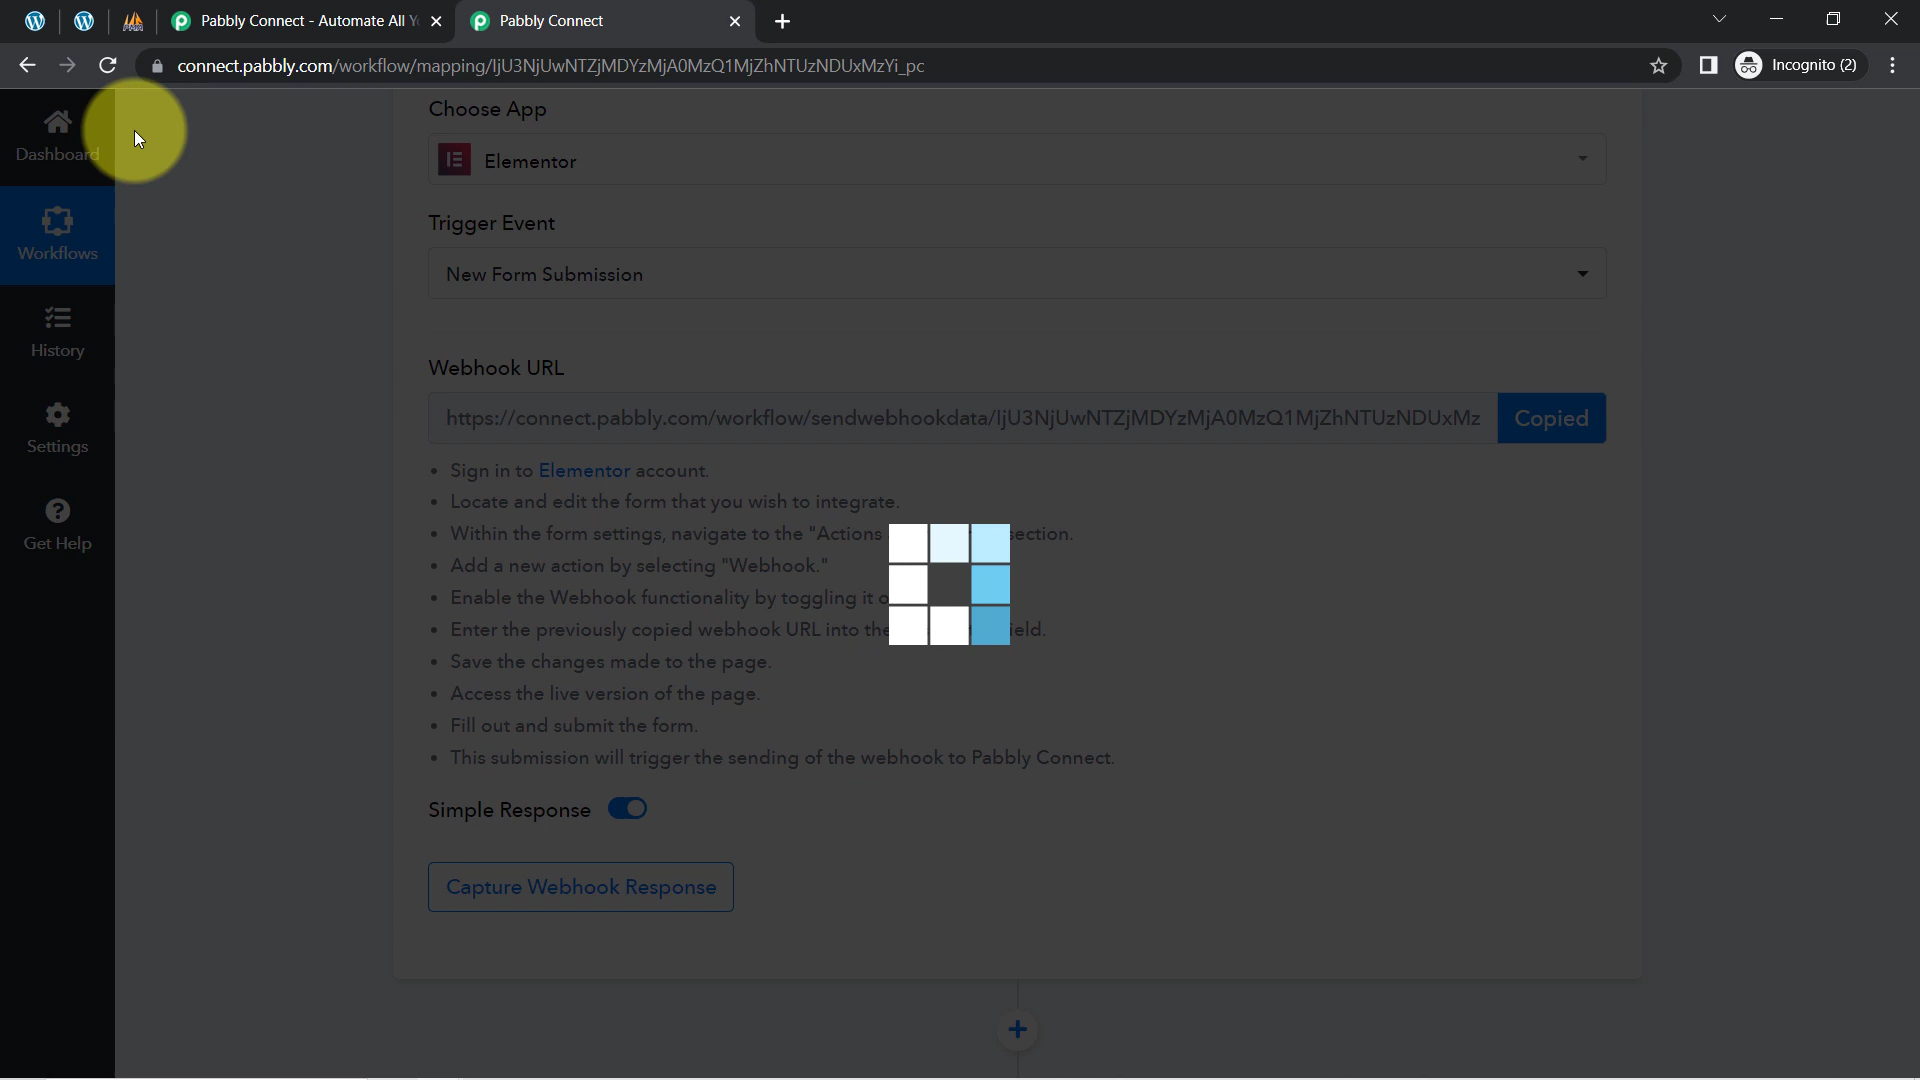 Pabbly Connect - Automate All Y
Pabbly Connect
connect.pabbly.com/workflow/mapping/IjU3NjUwNTZjMDYzMjA0MzQ1MjZhNTUzNDUxMzYi_pc
Incognito (2)
Dashboard
Workflows
History
Settings
Get Help
Choose App
Elementor
Trigger Event
New Form Submission
Webhook URL
https://connect.pabbly.com/workflow/sendwebhookdata/IjU3NjUwNTZjMDYzMjA0MzQ1MjZhNTUzNDUxMz
Copied
• Sign in to Elementor account.
• Locate and edit the form that you wish to integrate.
• Within the form settings, navigate to the "Actions section.
• Add a new action by selecting "Webhook."
• Enable the Webhook functionality by toggling it
• Enter the previously copied webhook URL into the
• Save the changes made to the page.
• Access the live version of the page.
• Fill out and submit the form.
• This submission will trigger the sending of the webhook to Pabbly Connect.
Simple Response
Capture Webhook Response